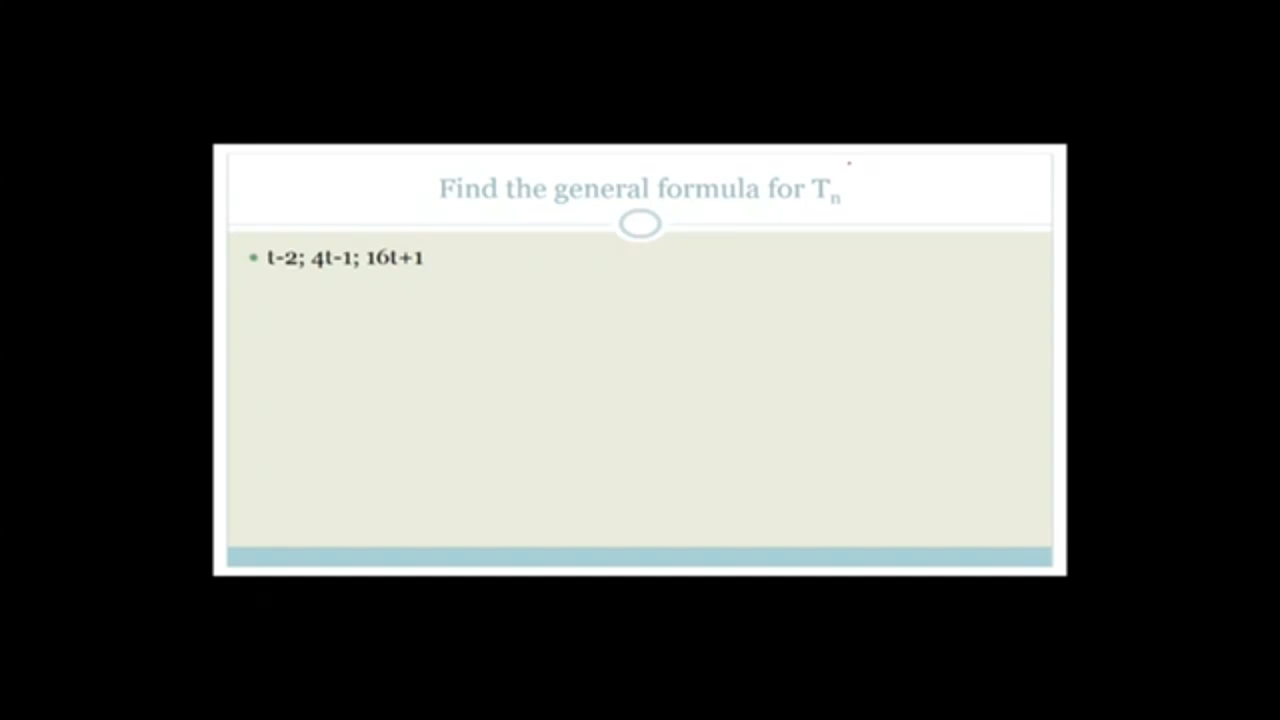 Find the general formula for Tn
• t-2; 4t-1; 16t+1